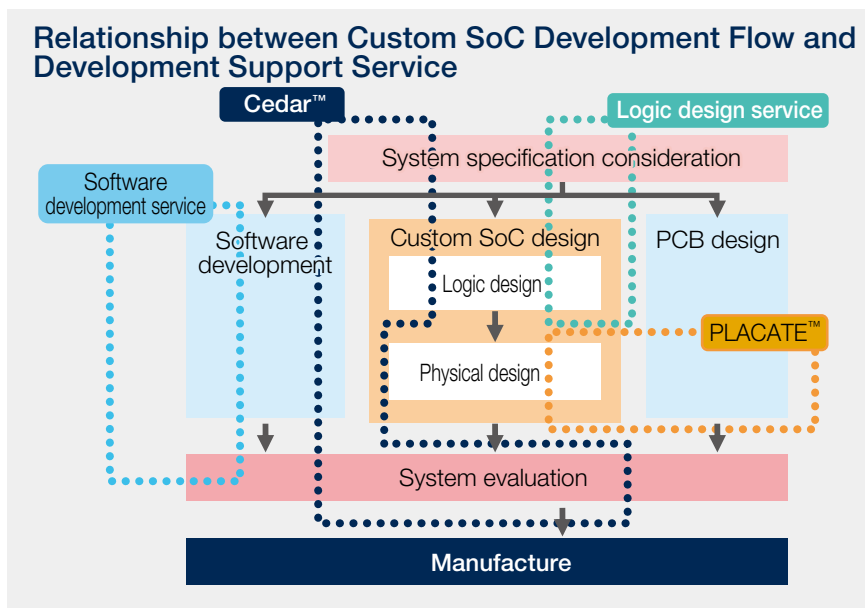 Relationship between Custom SoC Development Flow and
Development Support Service
Cedar™
Logic design service
System specification consideration
Software
development service
Software
development
Custom SoC design
PCB design
Logic design
PLACATE™
Physical design
System evaluation
Manufacture